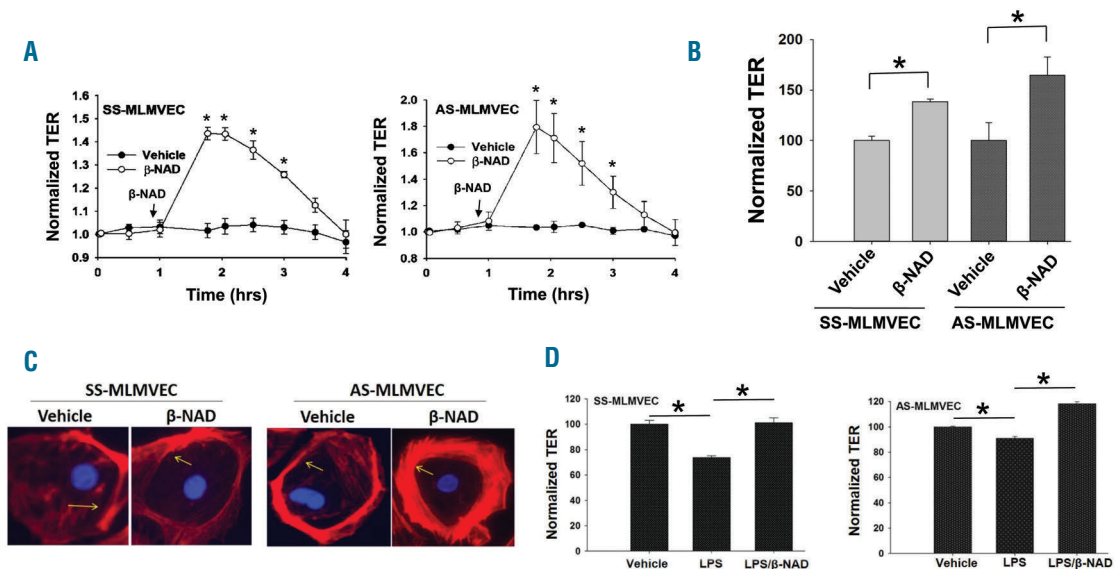 A
SS-MLMVEC
Vehicle
β-NAD
β-NAD
Normalized TER
1.6
1.5
1.4
1.3
1.2
1.1
1.0
0.9
* * * *
0 1 2 3 4
Time (hrs)
AS-MLMVEC
Vehicle
β-NAD
β-NAD
Normalized TER
2.0
1.8
1.6
1.4
1.2
1.0
0.8
* * * *
0 1 2 3 4
Time (hrs)
B
Normalized TER
200
150
100
50
0
* *
Vehicle β-NAD Vehicle β-NAD
SS-MLMVEC AS-MLMVEC
C
SS-MLMVEC AS-MLMVEC
Vehicle β-NAD Vehicle β-NAD
D
SS-MLMVEC
Normalized TER
120
100
80
60
40
20
0
* *
Vehicle LPS LPS/β-NAD
AS-MLMVEC
Normalized TER
120
100
80
60
40
20
0
* *
Vehicle LPS LPS/β-NAD